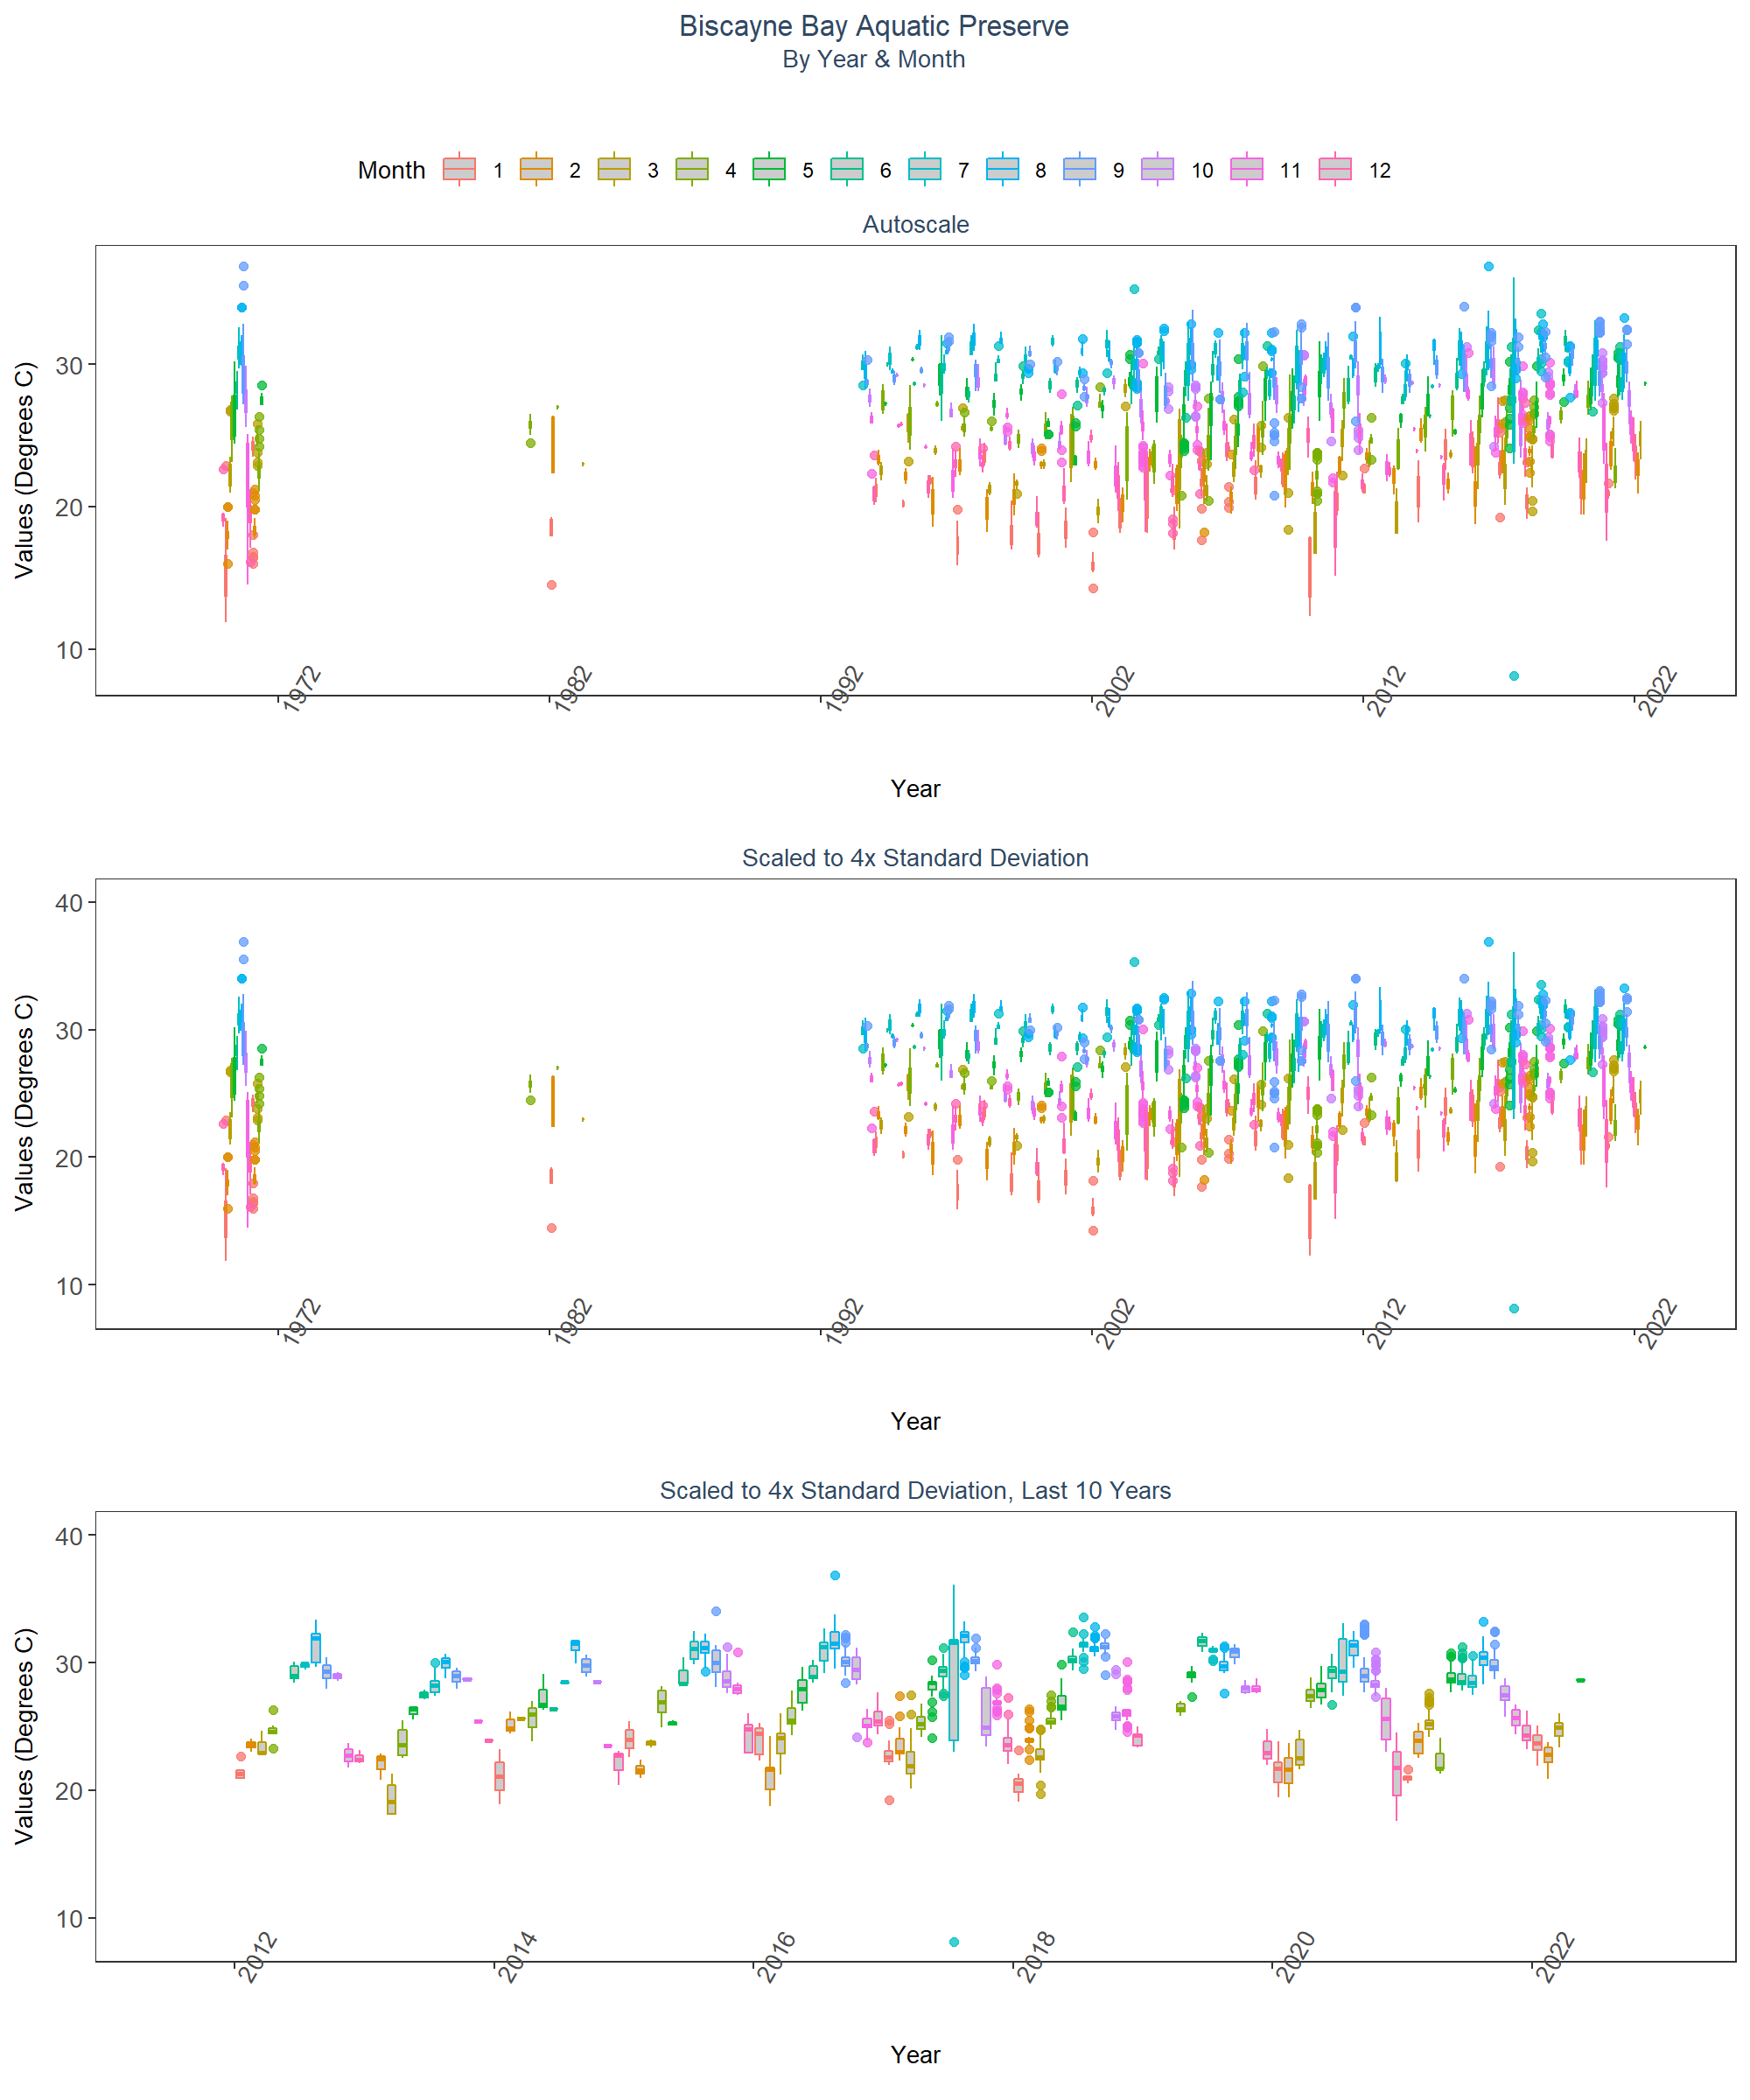 Biscayne Bay Aquatic Preserve
By Year & Month
Month 1 2 3 4 5 6 7 8 9 10 11 12
Autoscale
Values (Degrees C)
30
20
10
1972 1982 1992 2002 2012 2022
Year
Scaled to 4x Standard Deviation
Values (Degrees C)
40
30
20
10
1972 1982 1992 2002 2012 2022
Year
Scaled to 4x Standard Deviation, Last 10 Years
Values (Degrees C)
40
30
20
10
2012 2014 2016 2018 2020 2022
Year